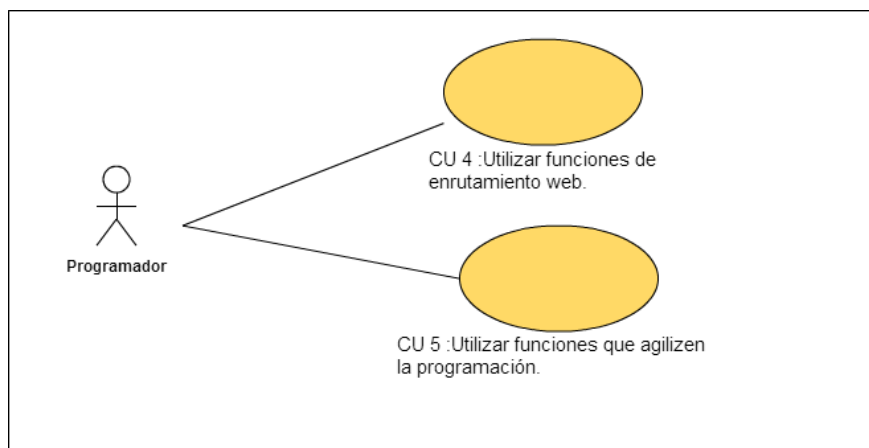 CU 4 :Utilizar funciones de
enrutamiento web.
Programador
CU 5 :Utilizar funciones que agilizen
la programación.